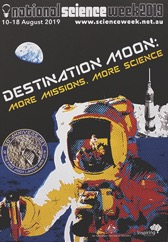 national science week 2019
10-18 August 2019 www.scienceweek.net.au
DESTINATION MOON:
MORE MISSIONS, MORE SCIENCE